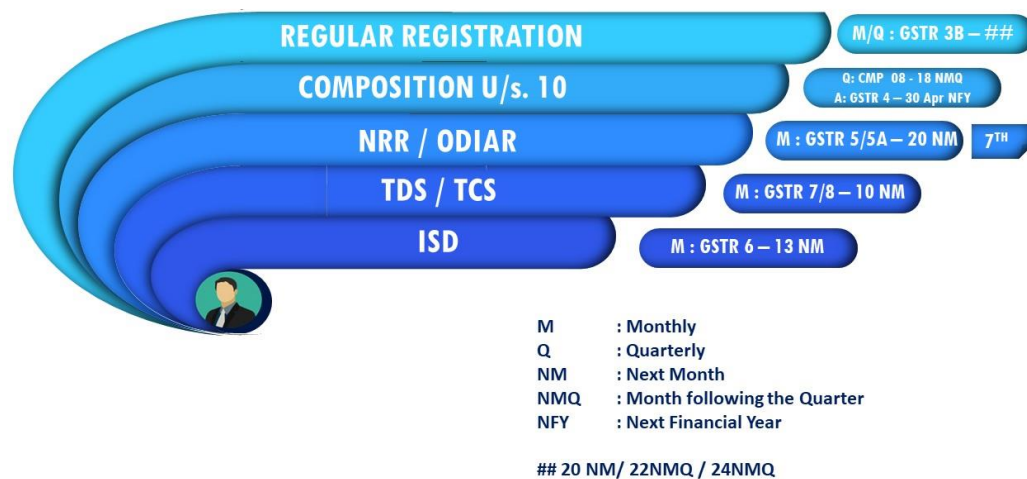 REGULAR REGISTRATION
M/Q : GSTR 3B – ##
COMPOSITION U/s. 10
Q: CMP 08 - 18 NMQ
A: GSTR 4 – 30 Apr NFY
NRR / ODIAR
M : GSTR 5/5A – 20 NM
7TH
TDS / TCS
M : GSTR 7/8 – 10 NM
ISD
M : GSTR 6 – 13 NM
M : Monthly
Q : Quarterly
NM : Next Month
NMQ : Month following the Quarter
NFY : Next Financial Year
## 20 NM/ 22NMQ / 24NMQ